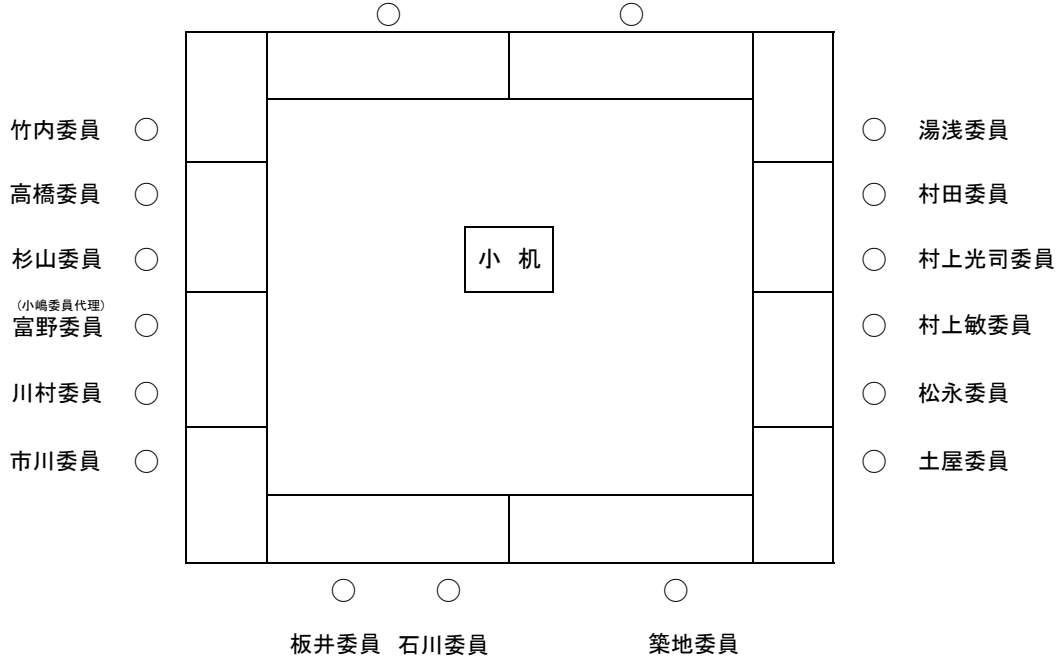 竹内委員
湯浅委員
高橋委員
村田委員
杉山委員
小 机
村上光司委員
(小嶋委員代理)
富野委員
村上敏委員
川村委員
松永委員
市川委員
土屋委員
板井委員 石川委員
築地委員